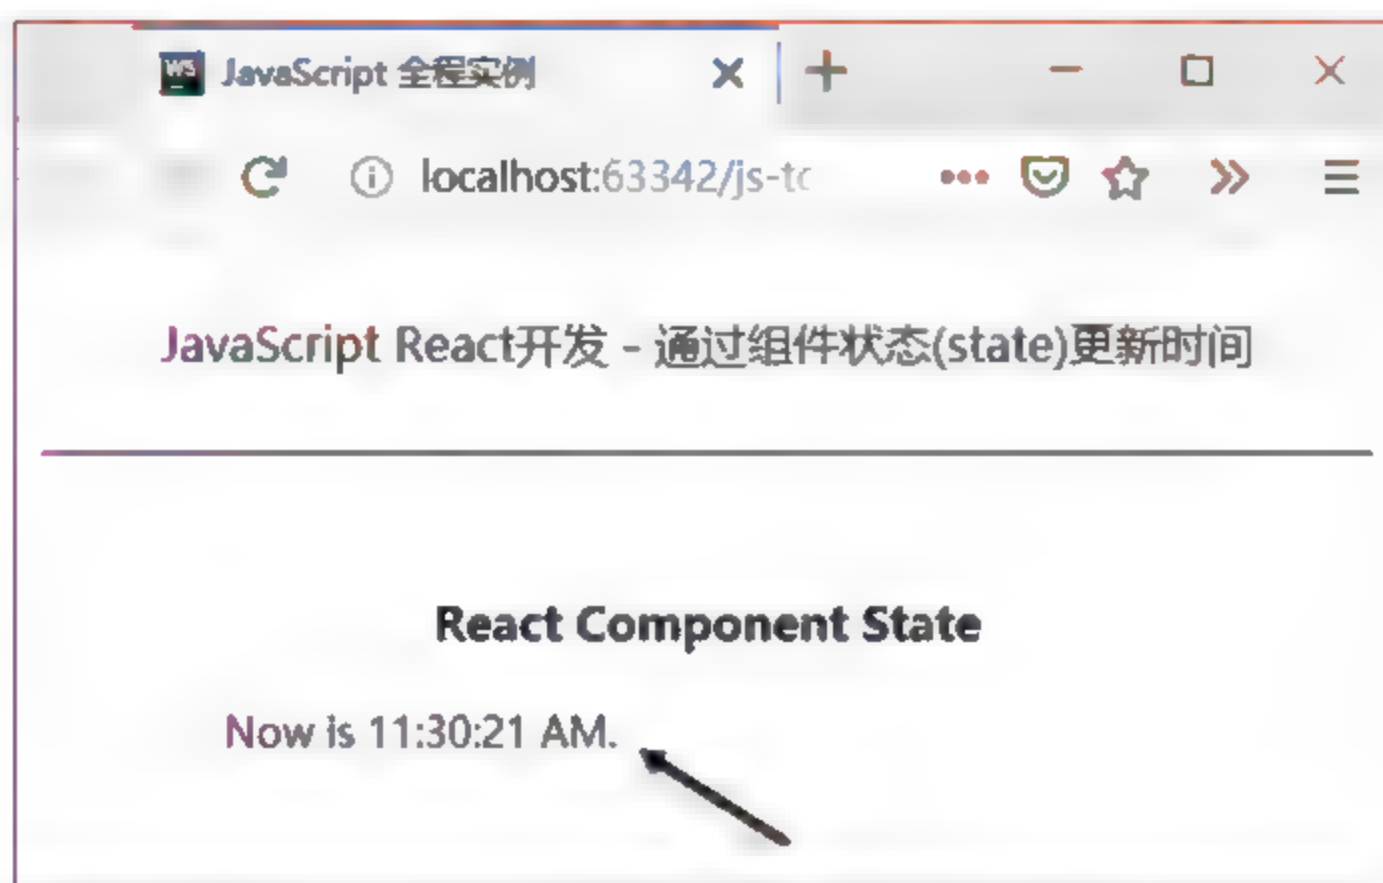 WS JavaScript 全程实例
localhost:63342/js-tc
JavaScript React开发 - 通过组件状态(state)更新时间
React Component State
Now is 11:30:21 AM.